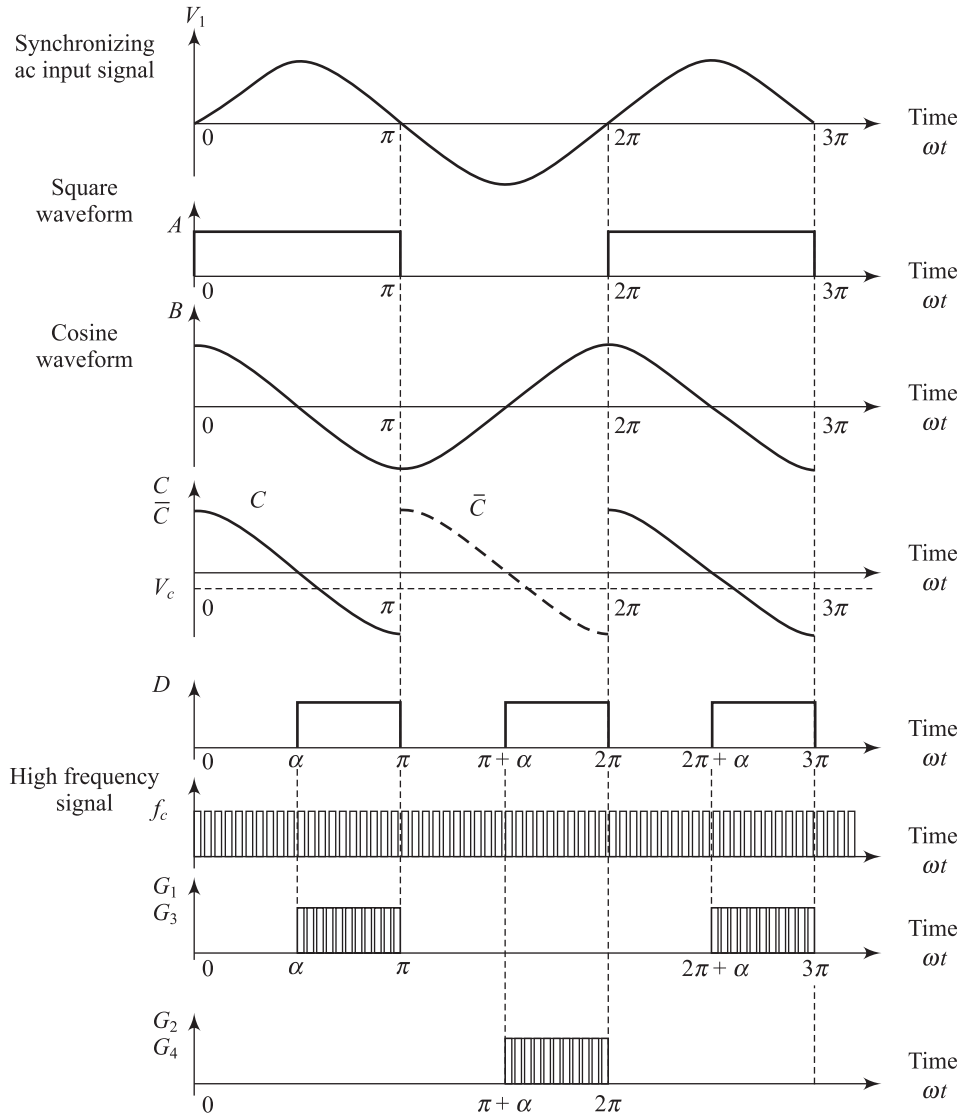 V₁
Synchronizing
ac input signal
0 π 2π 3π
Time
ωt
Square
waveform
A
0 π 2π 3π
Time
ωt
B
Cosine
waveform
0 π 2π 3π
Time
ωt
C
C̄
C C̄
V_c
0 π 2π 3π
Time
ωt
D
0 α π π + α 2π 2π + α 3π
Time
ωt
High frequency
signal
f_c
Time
ωt
G₁
G₃
0 α π 2π + α 3π
Time
ωt
G₂
G₄
0 π + α 2π
Time
ωt